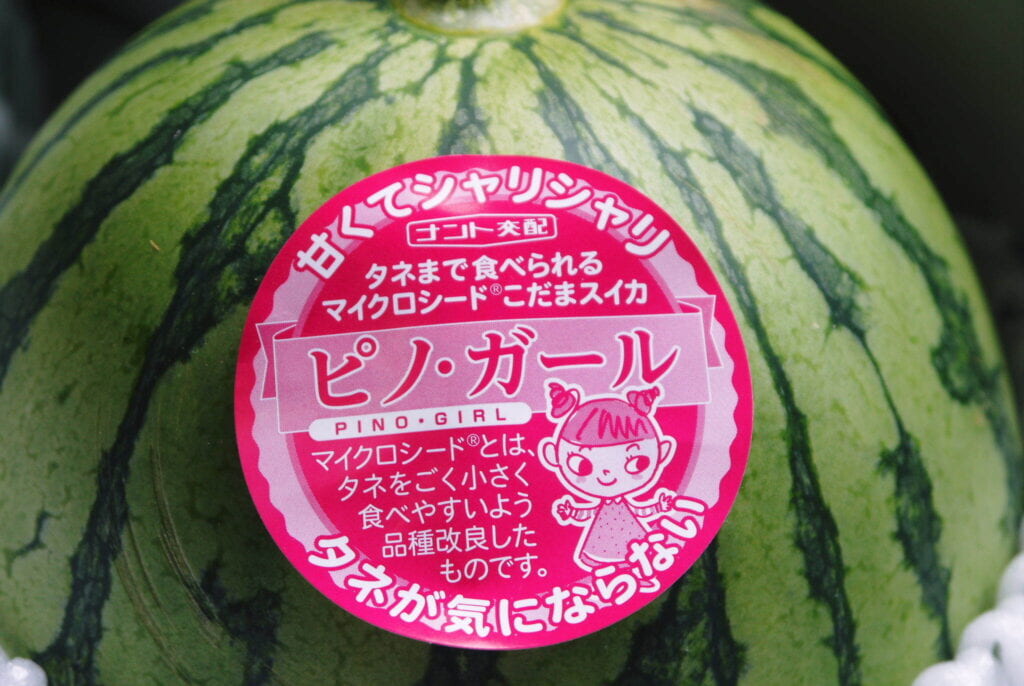 甘くてシャリシャリ
ナント交配
タネまで食べられる
マイクロシード®こだまスイカ
ピノ・ガール
PINO・GIRL
マイクロシード®とは、
タネをごく小さく
食べやすいよう
品種改良した
ものです。
タネが気にならない